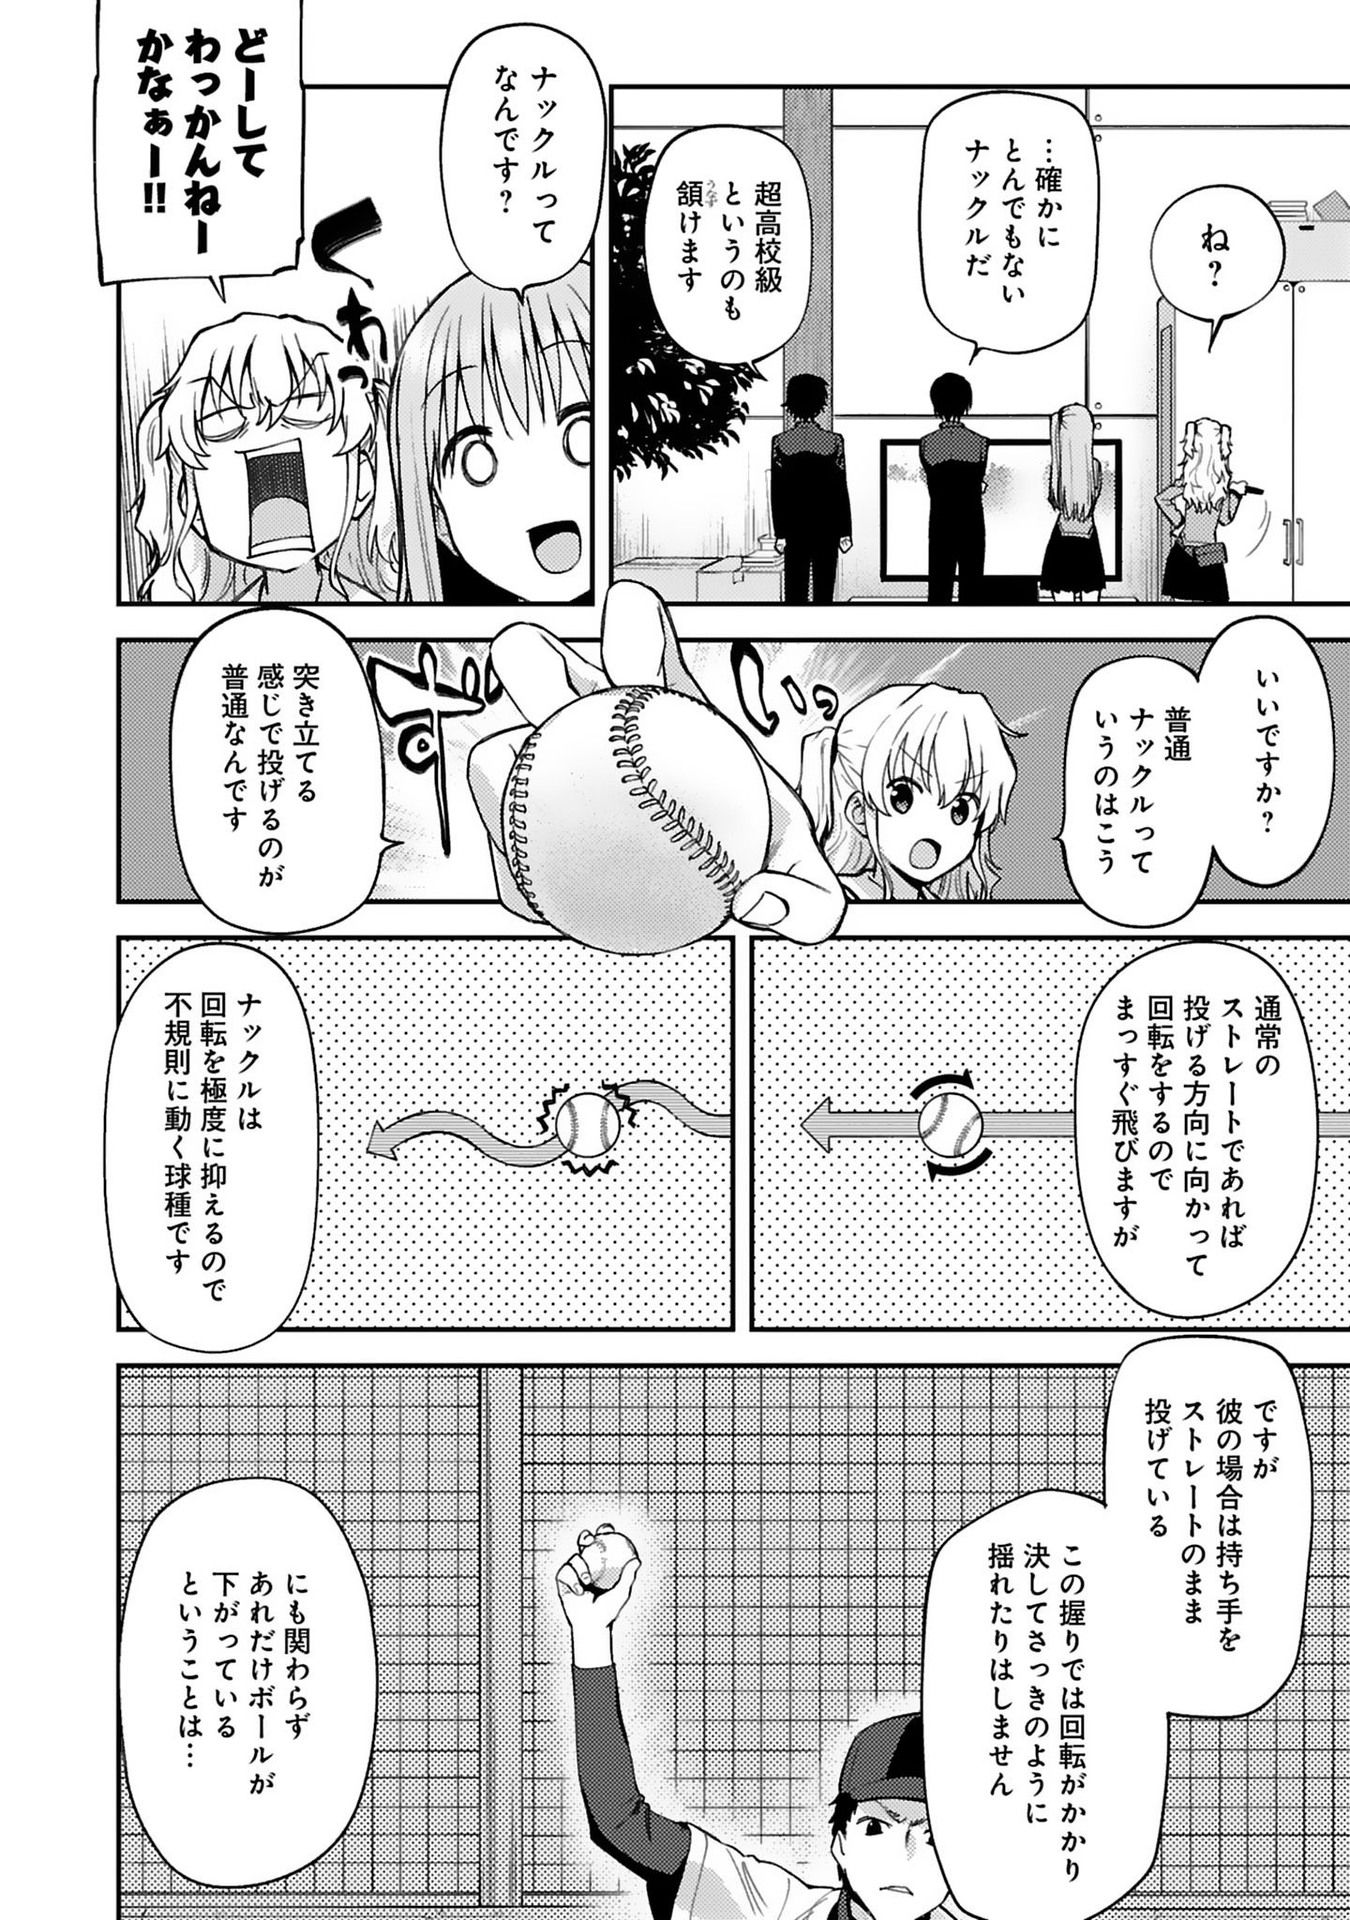 ね?
…確かに
とんでもない
ナックルだ
超高校級
というのも
頷けます
うなず
ナックルって
なんです?
どーして
わっかんねー
かなぁー!!
くわっ
いいですか?
普通
ナックルって
いうのはこう
ずいっ
突き立てる
感じで投げるのが
普通なんです
通常の
ストレートであれば
投げる方向に向かって
回転をするので
まっすぐ飛びますが
ナックルは
回転を極度に抑えるので
不規則に動く球種です
ですが
彼の場合は持ち手を
ストレートのまま
投げている
この握りでは回転がかかり
決してさっきのように
揺れたりはしません
にも関わらず
あれだけボールが
下がっている
ということは…